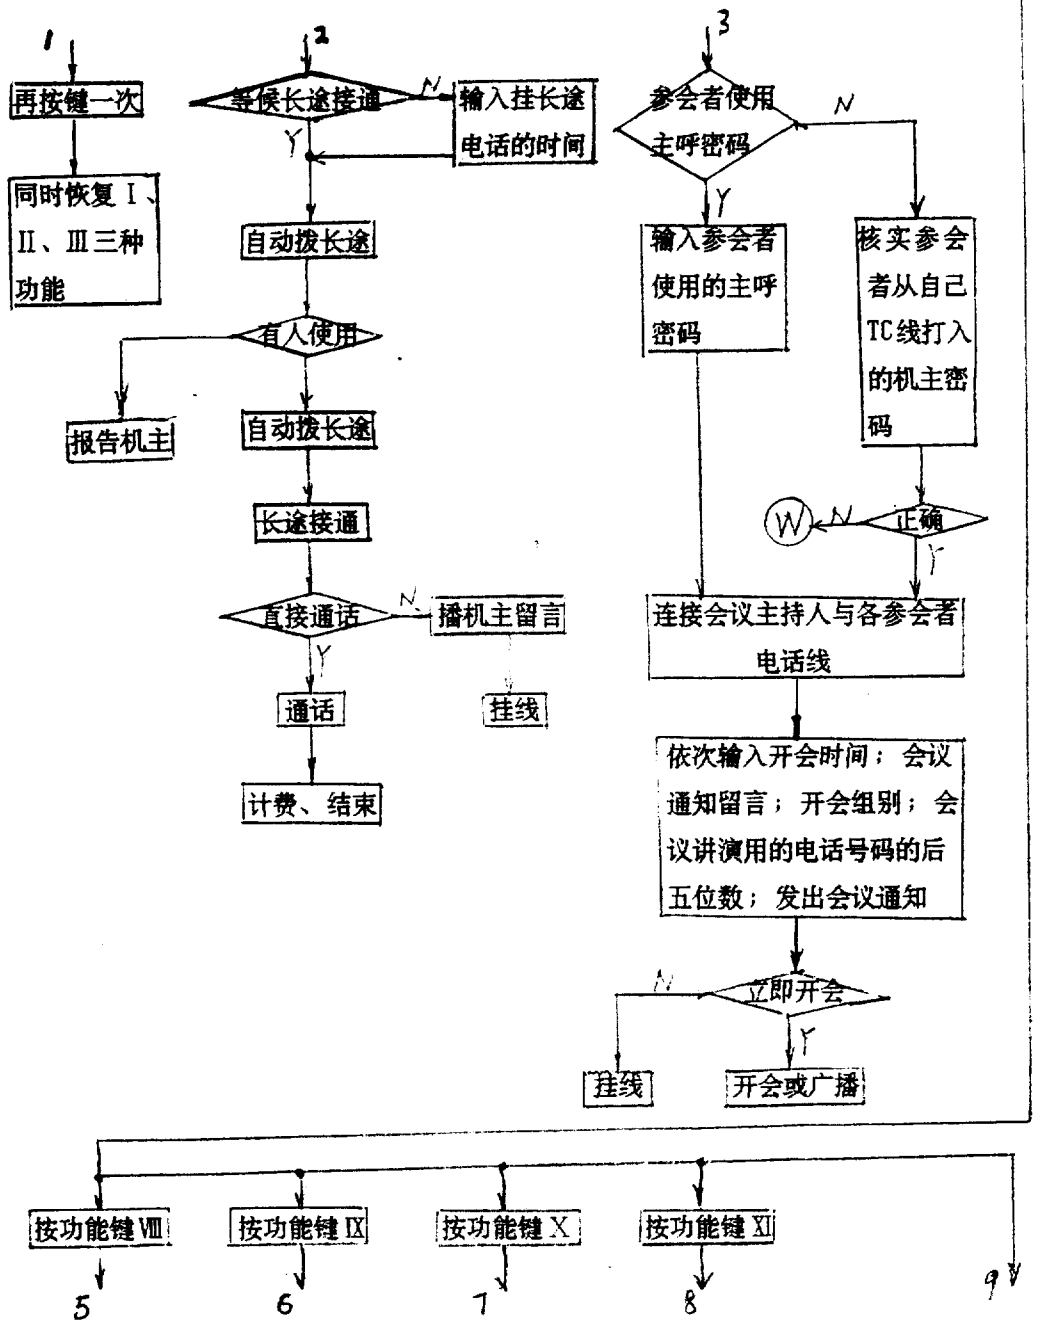 1
再按键一次
同时恢复Ⅰ、
Ⅱ、Ⅲ三种
功能
2
等候长途接通
N
输入挂长途
电话的时间
Y
自动拨长途
有人使用
报告机主
自动拨长途
长途接通
直接通话
N
播机主留言
挂线
Y
通话
计费、结束
3
参会者使用
主呼密码
N
Y
输入参会者
使用的主呼
密码
核实参会
者从自己
TC线打入
的机主密
码
正确
N
W
Y
连接会议主持人与各参会者
电话线
依次输入开会时间；会议
通知留言；开会组别；会
议讲演用的电话号码的后
五位数；发出会议通知
立即开会
N
Y
挂线
开会或广播
按功能键Ⅷ
按功能键Ⅸ
按功能键Ⅹ
按功能键Ⅺ
5
6
7
8
9